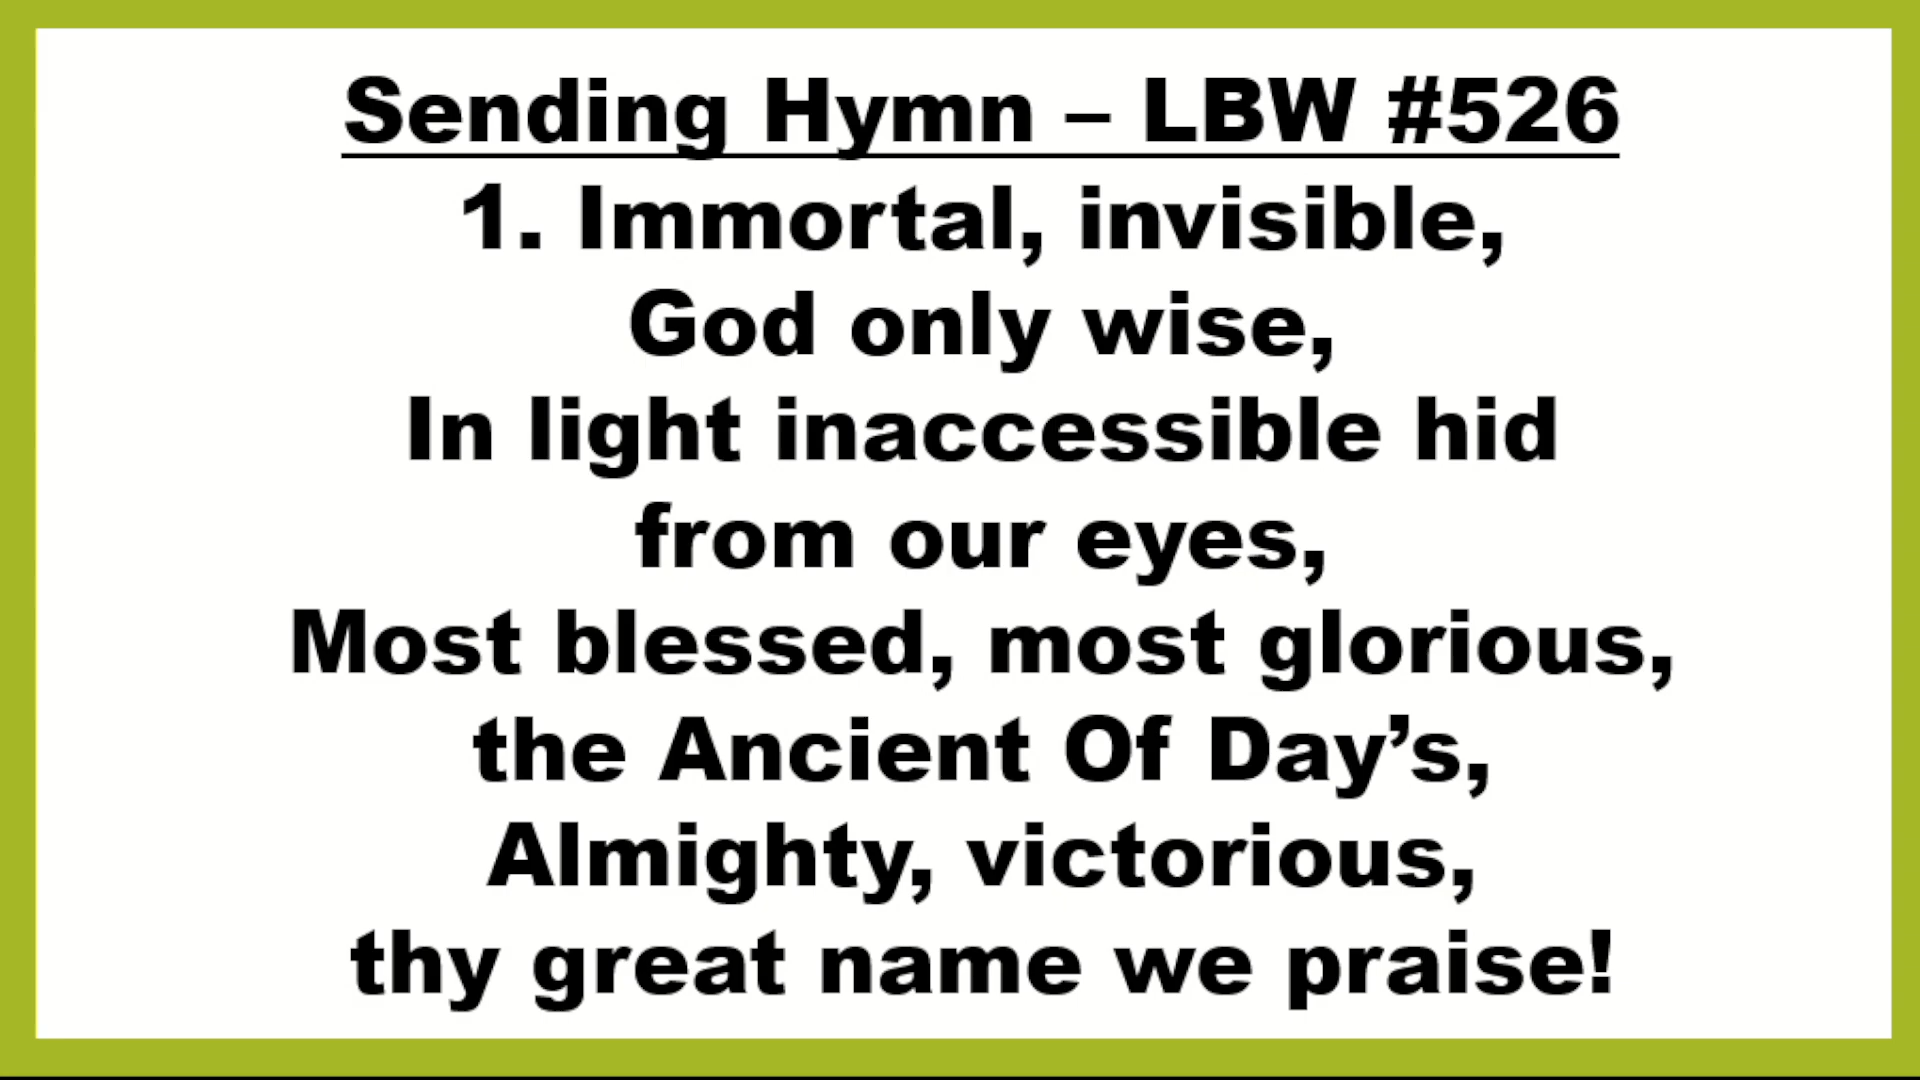 Sending Hymn – LBW #526
1. Immortal, invisible,
God only wise,
In light inaccessible hid
from our eyes,
Most blessed, most glorious,
the Ancient Of Day’s,
Almighty, victorious,
thy great name we praise!